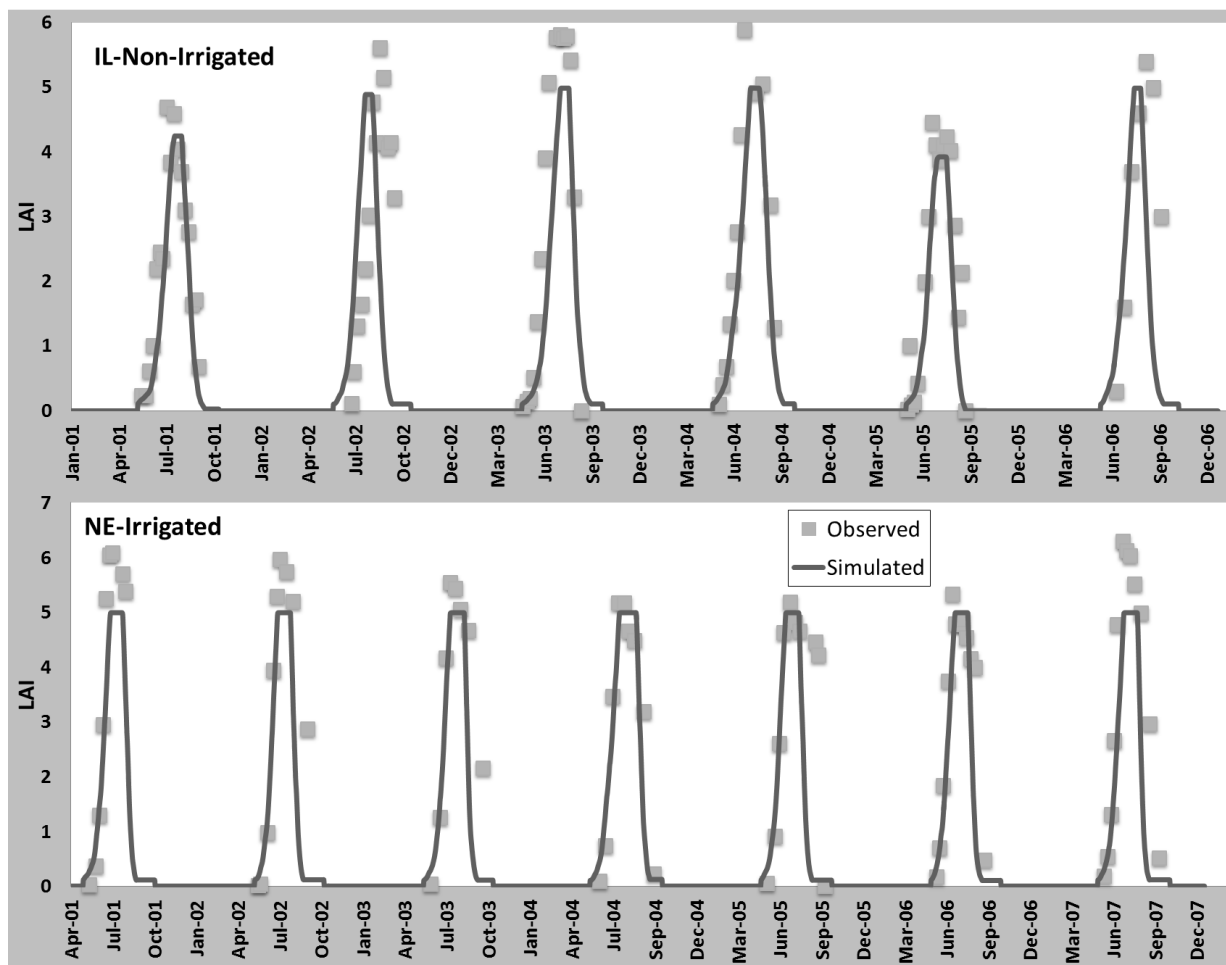 IL-Non-Irrigated
LAI
6
5
4
3
2
1
0
Jan-01 Apr-01 Jul-01 Oct-01 Jan-02 Apr-02 Jul-02 Oct-02 Dec-02 Mar-03 Jun-03 Sep-03 Dec-03 Mar-04 Jun-04 Sep-04 Dec-04 Mar-05 Jun-05 Sep-05 Dec-05 Mar-06 Jun-06 Sep-06 Dec-06
NE-Irrigated
Observed
Simulated
LAI
7
6
5
4
3
2
1
0
Apr-01 Jul-01 Oct-01 Jan-02 Apr-02 Jul-02 Oct-02 Jan-03 Apr-03 Jul-03 Oct-03 Jan-04 Apr-04 Jul-04 Sep-04 Dec-04 Mar-05 Jun-05 Sep-05 Dec-05 Mar-06 Jun-06 Sep-06 Dec-06 Mar-07 Jun-07 Sep-07 Dec-07